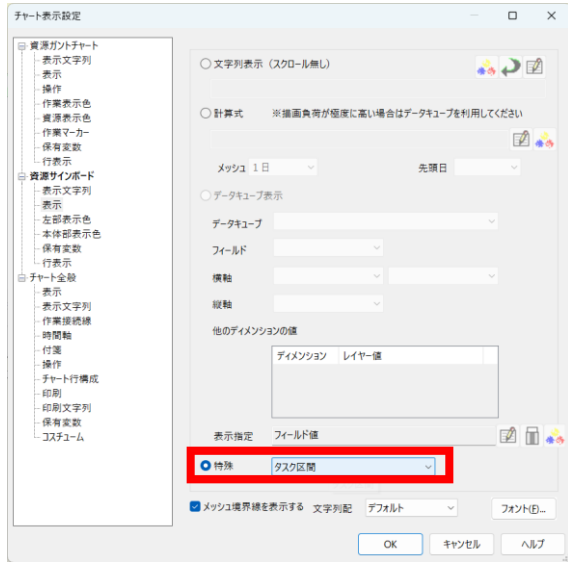 チャート表示設定
資源ガントチャート
表示文字列
表示
操作
作業表示色
資源表示色
作業マーカー
保有変数
行表示
資源サインボード
表示文字列
表示
左部表示色
本体部表示色
保有変数
行表示
チャート全般
表示
表示文字列
作業接続線
時間軸
付箋
操作
チャート行構成
印刷
印刷文字列
保有変数
コスチューム
文字列表示（スクロール無し）
計算式 ※描画負荷が極度に高い場合はデータキューブを利用してください
メッシュ 1日 先頭日
データキューブ表示
データキューブ
フィールド
横軸
縦軸
他のディメンションの値
ディメンション レイヤー値
表示指定 フィールド値
特殊 タスク区間
メッシュ境界線を表示する 文字列配 デフォルト フォント(F)...
OK キャンセル ヘルプ